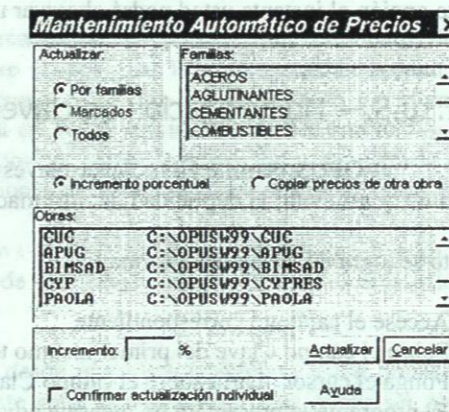 Mantenimiento Automático de Precios
Actualizar:
Por familias
Marcados
Todos
Familias:
ACEROS
AGLUTINANTES
CEMENTANTES
COMBUSTIBLES
Incremento porcentual
Copiar precios de otra obra
Obras:
CUC C:\OPUSW99\CUC
APVG C:\OPUSW99\APVG
BIMSAD C:\OPUSW99\BIMSAD
CYP C:\OPUSW99\CYPRES
PAOLA C:\OPUSW99\PAOLA
Incremento: %
Actualizar Cancelar
Confirmar actualización individual
Ayuda